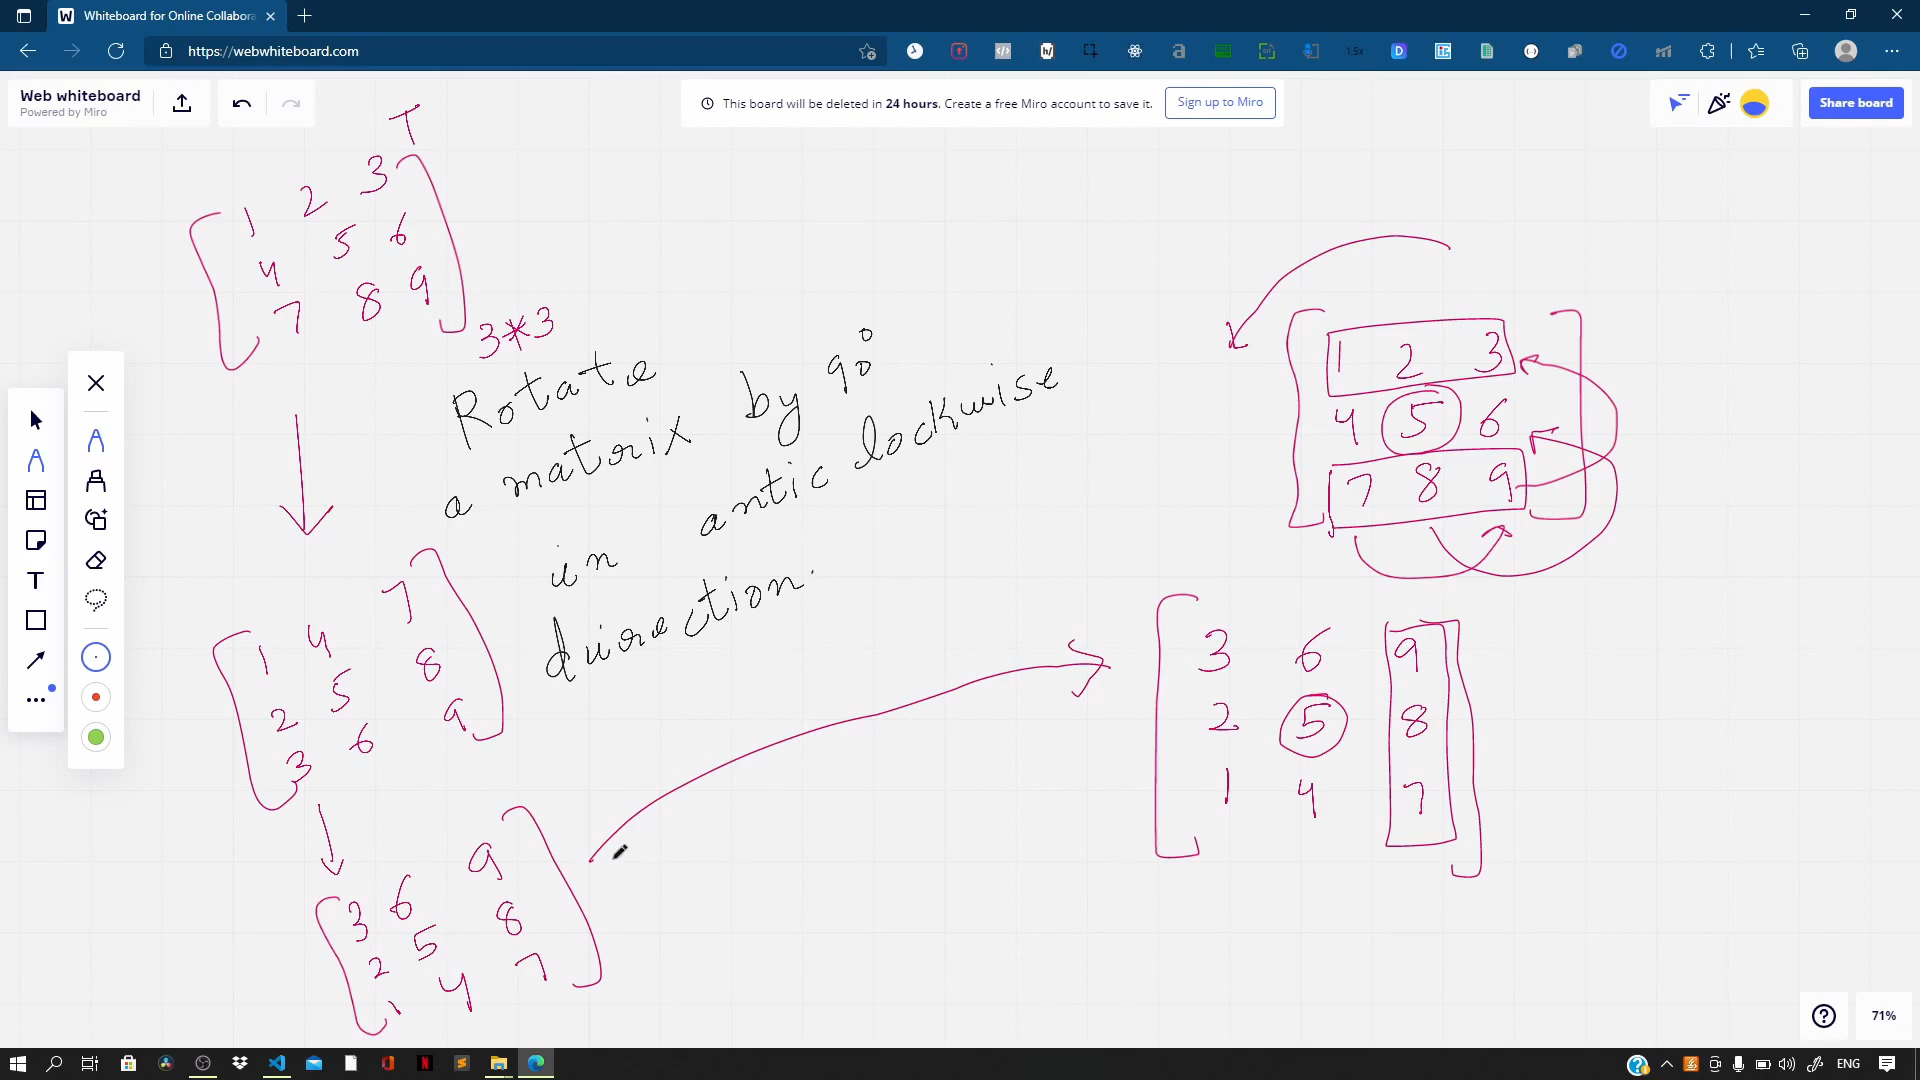 Whiteboard for Online Collabora
https://webwhiteboard.com
1.5x
Web whiteboard
Powered by Miro
This board will be deleted in 24 hours. Create a free Miro account to save it.
Sign up to Miro
Share board
T
1 2 3
4 5 6
7 8 9
3*3
Rotate
a matrix by 90°
in anticlockwise
direction.
1 4 7
2 5 8
3 6 9
3 6 9
2 5 8
1 4 7
1 2 3
4 5 6
7 8 9
3 6 9
2 5 8
1 4 7
71%
ENG